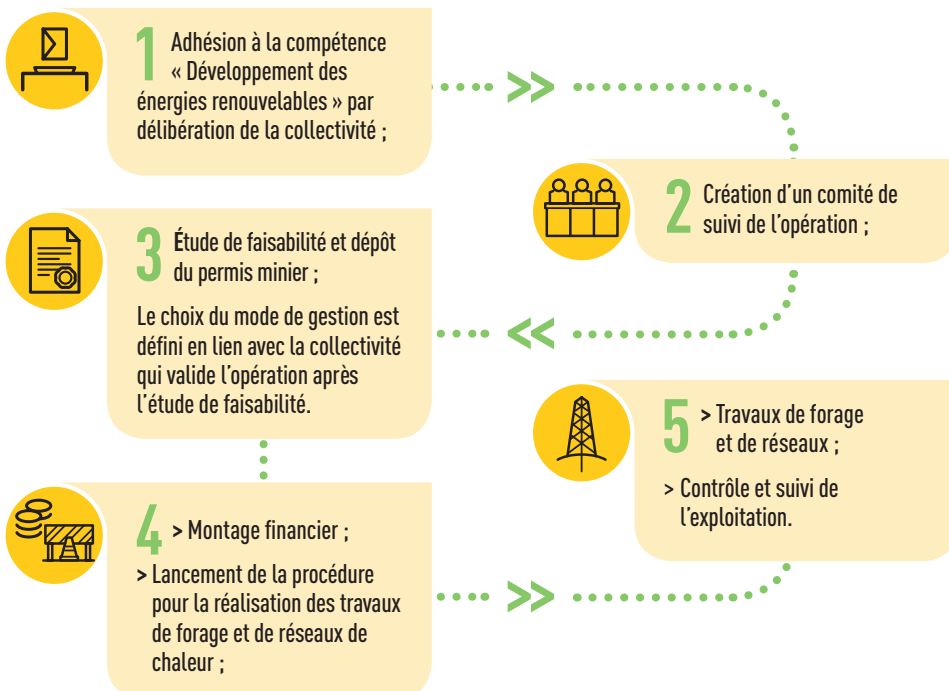 1 Adhésion à la compétence
« Développement des
énergies renouvelables » par
délibération de la collectivité ;
2 Création d’un comité de
suivi de l’opération ;
3 Étude de faisabilité et dépôt
du permis minier ;
Le choix du mode de gestion est
défini en lien avec la collectivité
qui valide l’opération après
l’étude de faisabilité.
4 > Montage financier ;
> Lancement de la procédure
pour la réalisation des travaux
de forage et de réseaux de
chaleur ;
5 > Travaux de forage
et de réseaux ;
> Contrôle et suivi de
l’exploitation.